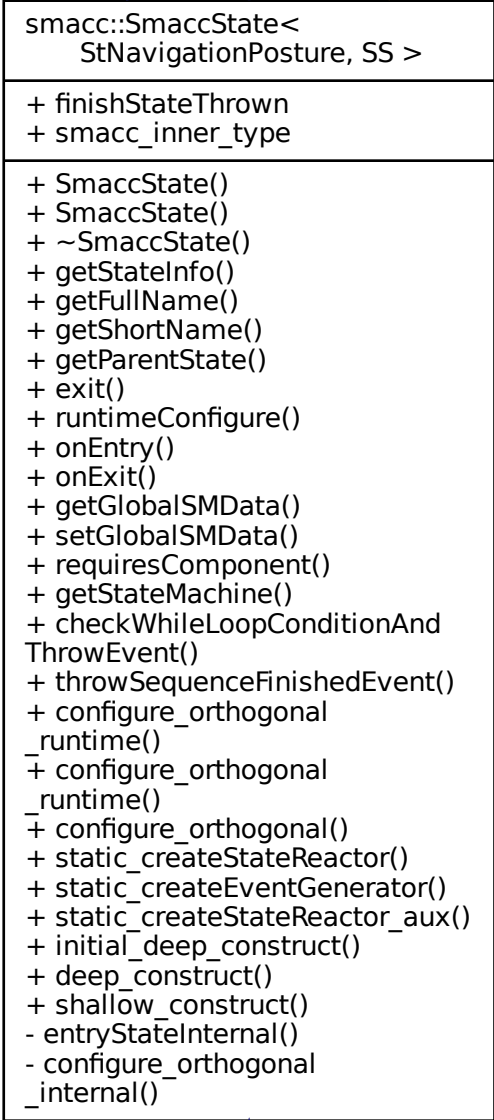 smacc::SmaccState<
StNavigationPosture, SS >
+ finishStateThrown
+ smacc_inner_type
+ SmaccState()
+ SmaccState()
+ ~SmaccState()
+ getStateInfo()
+ getFullName()
+ getShortName()
+ getParentState()
+ exit()
+ runtimeConfigure()
+ onEntry()
+ onExit()
+ getGlobalSMData()
+ setGlobalSMData()
+ requiresComponent()
+ getStateMachine()
+ checkWhileLoopConditionAnd
ThrowEvent()
+ throwSequenceFinishedEvent()
+ configure_orthogonal
_runtime()
+ configure_orthogonal
_runtime()
+ configure_orthogonal()
+ static_createStateReactor()
+ static_createEventGenerator()
+ static_createStateReactor_aux()
+ initial_deep_construct()
+ deep_construct()
+ shallow_construct()
- entryStateInternal()
- configure_orthogonal
_internal()